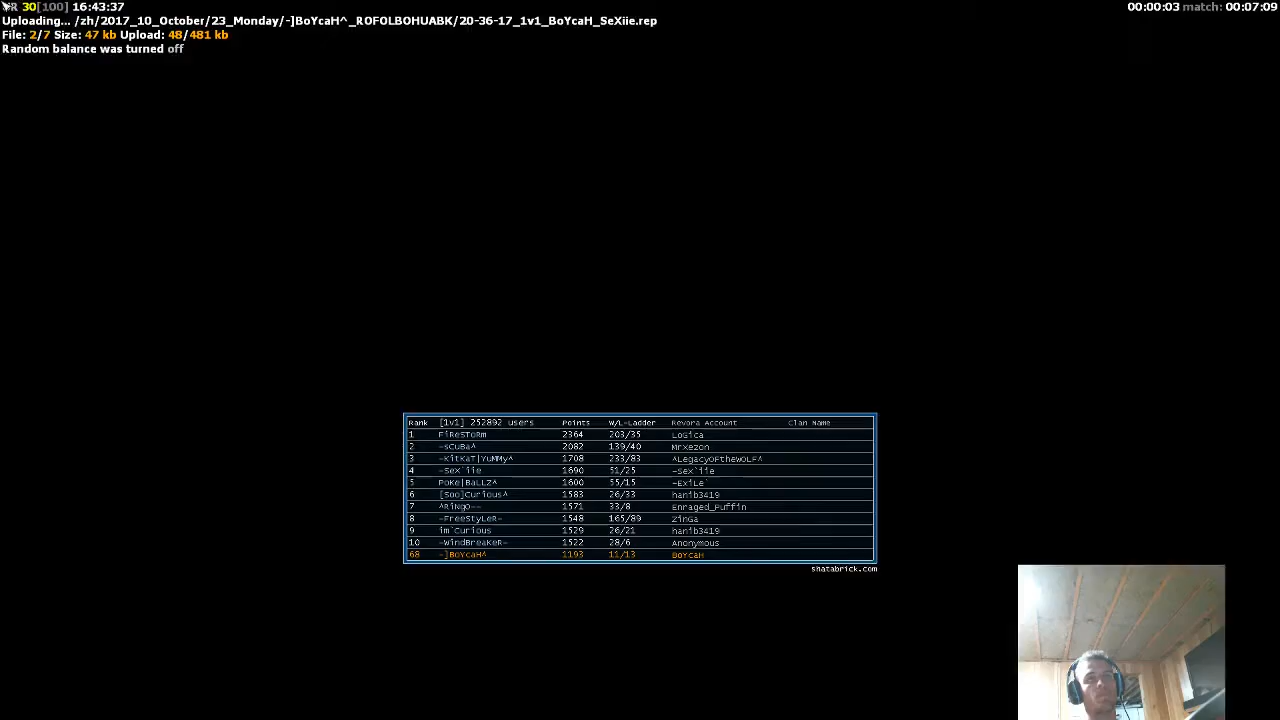 R 30[100] 16:43:37
00:00:03 match: 00:07:09
Uploading... /zh/2017_10_October/23_Monday/-]BoYcaH^_ROFOLBOHUABK/20-36-17_1v1_BoYcaH_SeXiie.rep
File: 2/7 Size: 47 kb Upload: 48/481 kb
Random balance was turned off
Rank [1v1] 252892 users Points W/L-Ladder Revora Account Clan Name
1 FiReSToRm 2364 203/35 LoGica
2 -sCuBa^ 2082 139/40 Mrxezon
3 -KitKaT|YuMMy^ 1708 233/83 ^LegacyOFtheWOLF^
4 -Sex`iie 1690 51/25 -Sex`iie
5 PoKe|BaLLZ^ 1600 55/15 -ExiLe`
6 [Soo]Curious^ 1583 26/33 hanib3419
7 ^RiNgO-- 1571 33/8 Enraged_Puffin
8 -FreeStyLeR- 1548 165/89 ZinGa
9 im`Curious 1529 26/21 hanib3419
10 -WindBreaKeR- 1522 28/6 Anonymous
68 -]BoYcaH^ 1193 11/13 BoYcaH
shatabrick.com